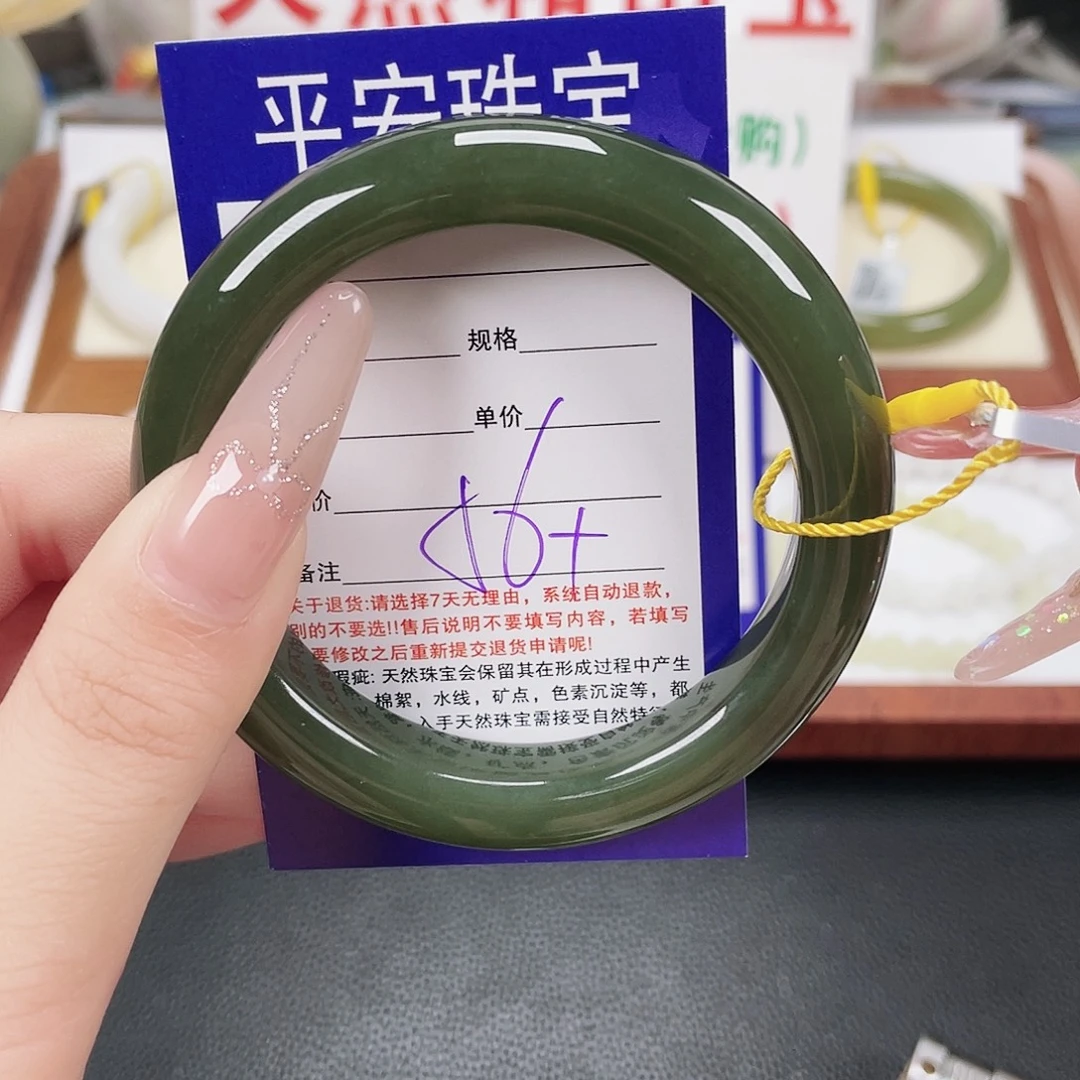 平安珠宝
购）
规格
单价
价
备注
56+
关于退货:请选择7天无理由，系统自动退款，
别的不要选!!售后说明不要填写内容，若填写
要修改之后重新提交退货申请呢!
瑕疵: 天然珠宝会保留其在形成过程中产生
棉絮，水线，矿点，色素沉淀等，都
入手天然珠宝需接受自然特征